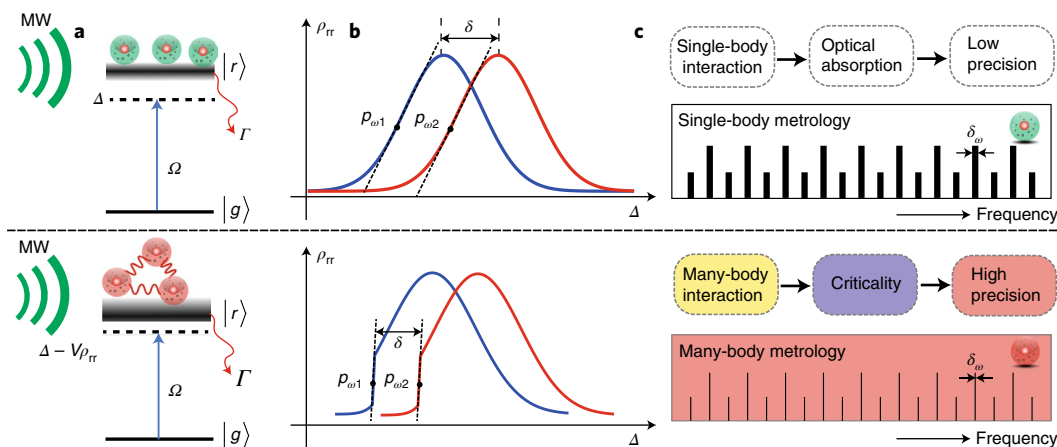 a
MW
|r⟩
Δ
Γ
Ω
|g⟩
b
ρrr
δ
pω1
pω2
Δ
c
Single-body
interaction
Optical
absorption
Low
precision
Single-body metrology
δω
Frequency
MW
|r⟩
Δ − Vρrr
Γ
Ω
|g⟩
ρrr
δ
pω1
pω2
Δ
Many-body
interaction
Criticality
High
precision
Many-body metrology
δω
Frequency